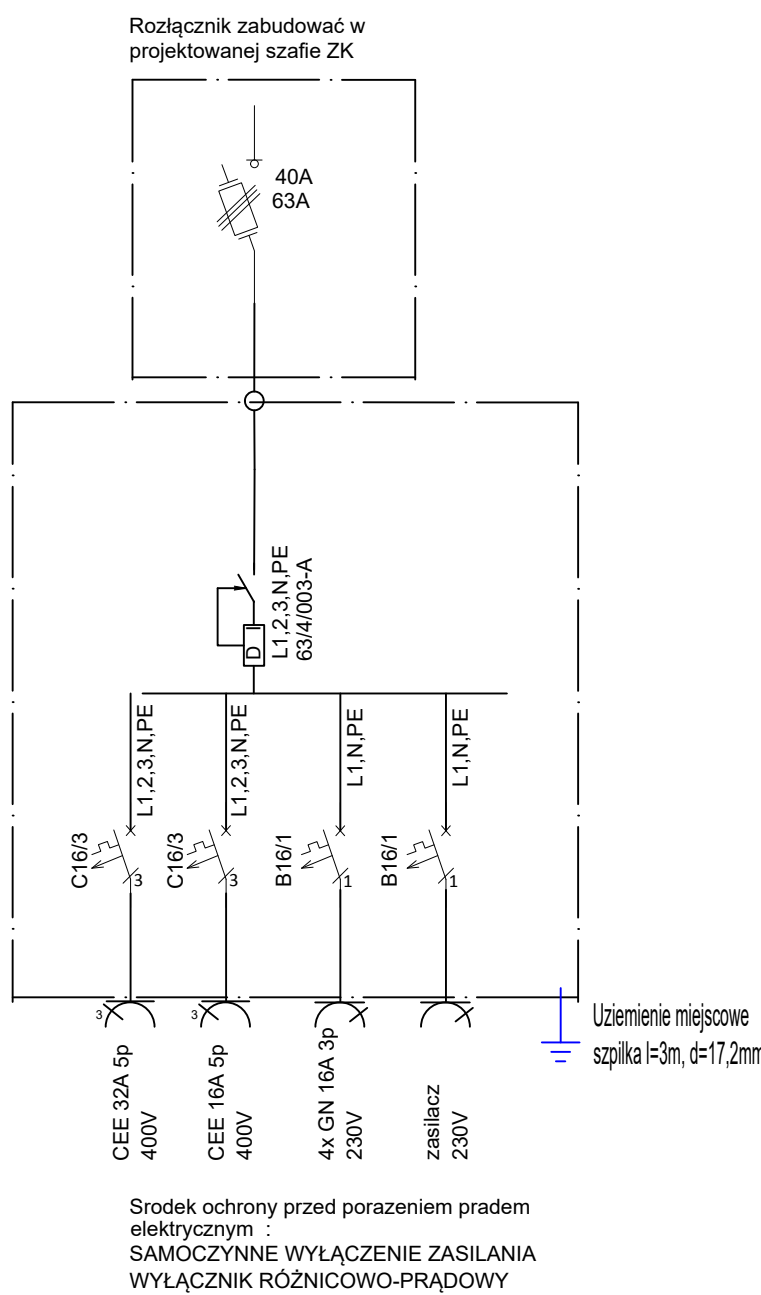 Rozłącznik zabudować w
projektowanej szafie ZK
40A
63A
L1,2,3,N,PE
63/4/003-A
D
L1,2,3,N,PE
L1,2,3,N,PE
L1,N,PE
L1,N,PE
C16/3
3
C16/3
3
B16/1
1
B16/1
1
3
3
CEE 32A 5p
400V
CEE 16A 5p
400V
4x GN 16A 3p
230V
zasilacz
230V
Uziemienie miejscowe
szpilka l=3m, d=17,2mm
Srodek ochrony przed porazeniem pradem
elektrycznym :
SAMOCZYNNE WYŁĄCZENIE ZASILANIA
WYŁĄCZNIK RÓŻNICOWO-PRĄDOWY